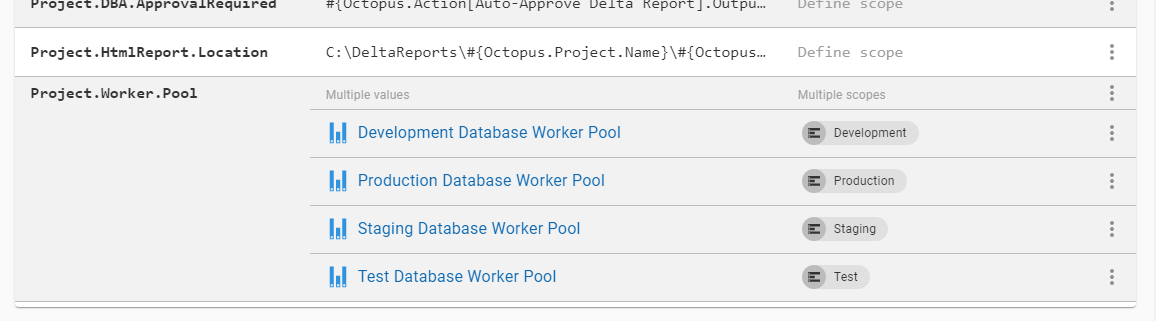 Project.DBA.ApprovalRequired #{Octopus.Action[Auto-Approve Delta Report].Outpu… Define scope
Project.HtmlReport.Location C:\DeltaReports\#{Octopus.Project.Name}\#{Octopus… Define scope
Project.Worker.Pool Multiple values Multiple scopes
Development Database Worker Pool Development
Production Database Worker Pool Production
Staging Database Worker Pool Staging
Test Database Worker Pool Test